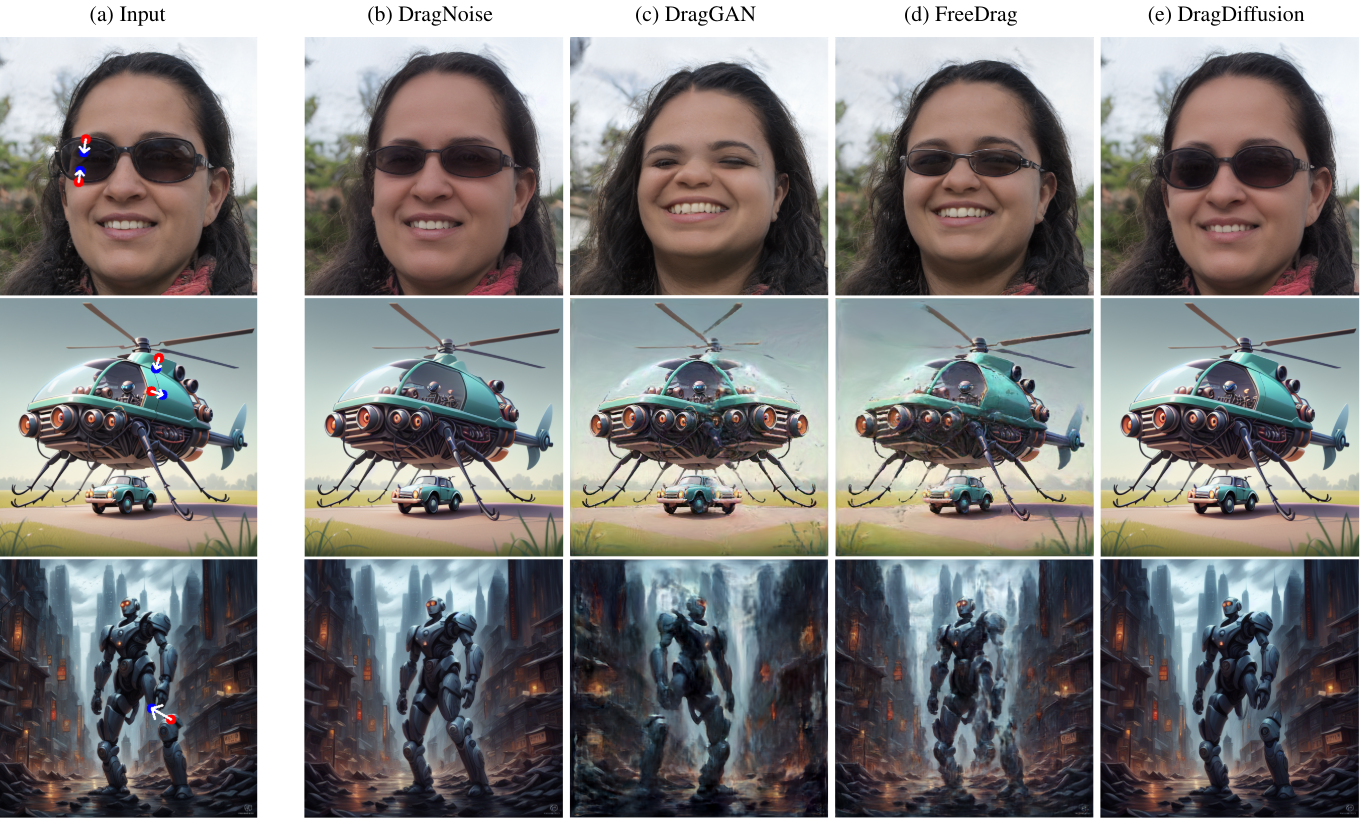 (a) Input
(b) DragNoise
(c) DragGAN
(d) FreeDrag
(e) DragDiffusion